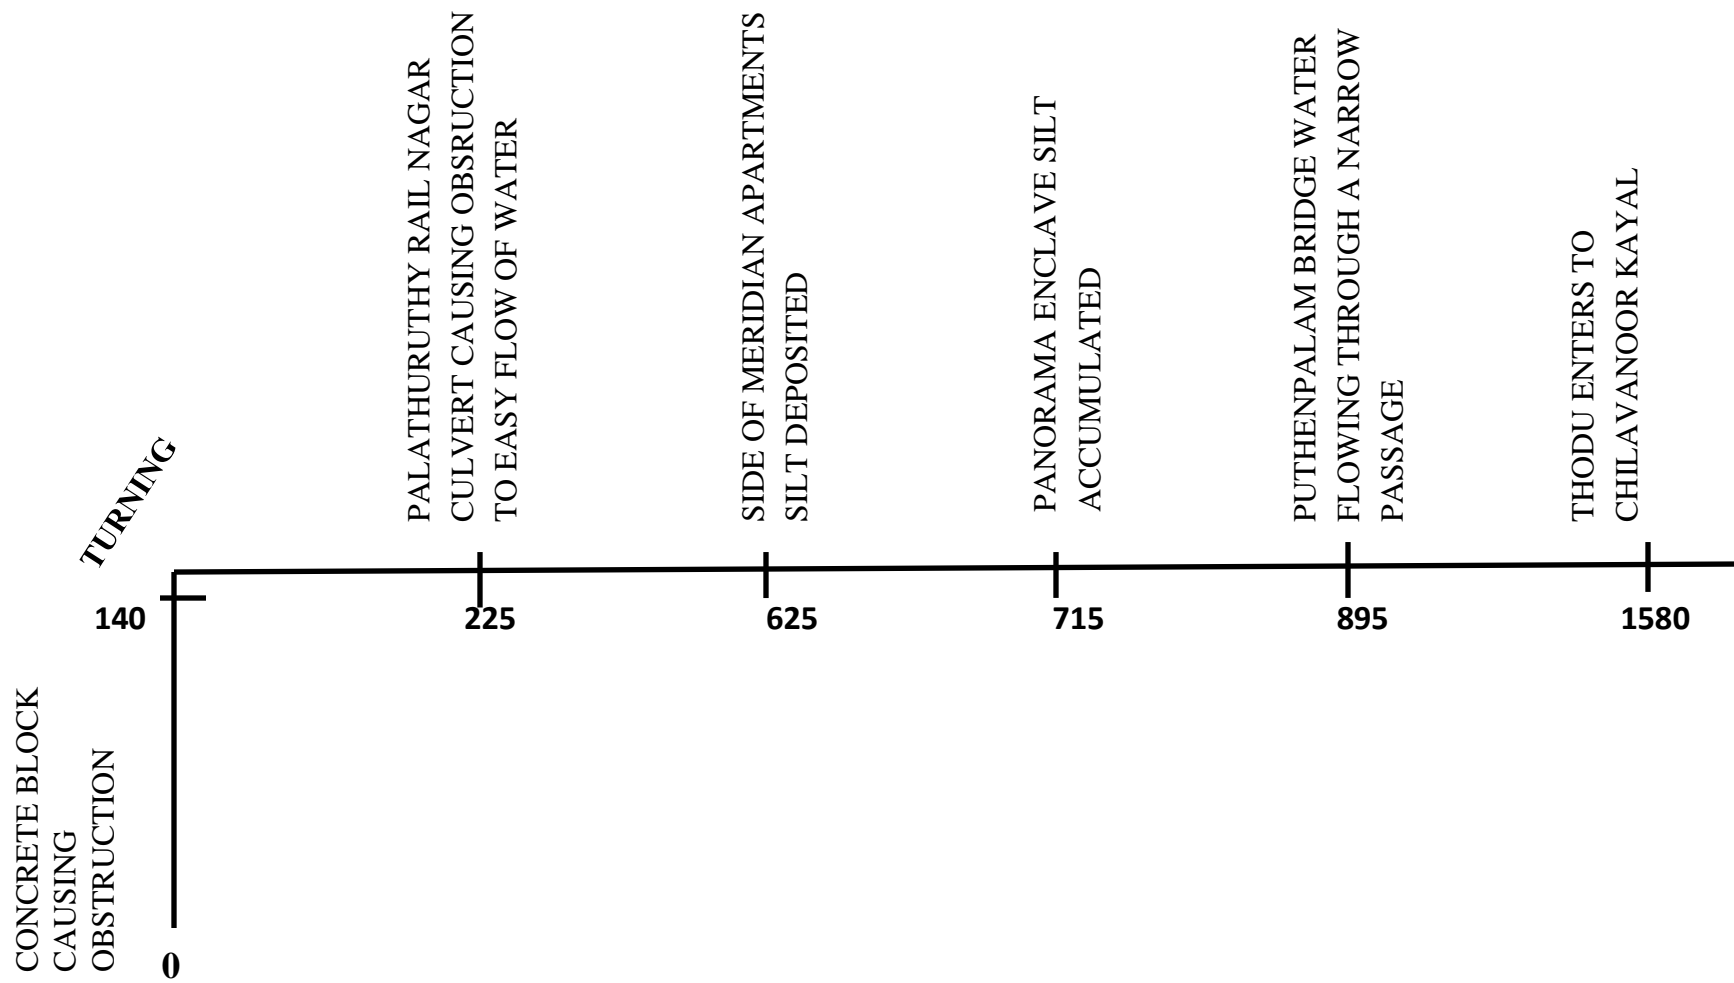 PALATHURUTHY RAIL NAGAR
CULVERT CAUSING OBSRUCTION
TO EASY FLOW OF WATER
SIDE OF MERIDIAN APARTMENTS
SILT DEPOSITED
PANORAMA ENCLAVE SILT
ACCUMULATED
PUTHENPALAM BRIDGE WATER
FLOWING THROUGH A NARROW
PASSAGE
THODU ENTERS TO
CHILAVANOOR KAYAL
TURNING
140
225
625
715
895
1580
CONCRETE BLOCK
CAUSING
OBSTRUCTION
0